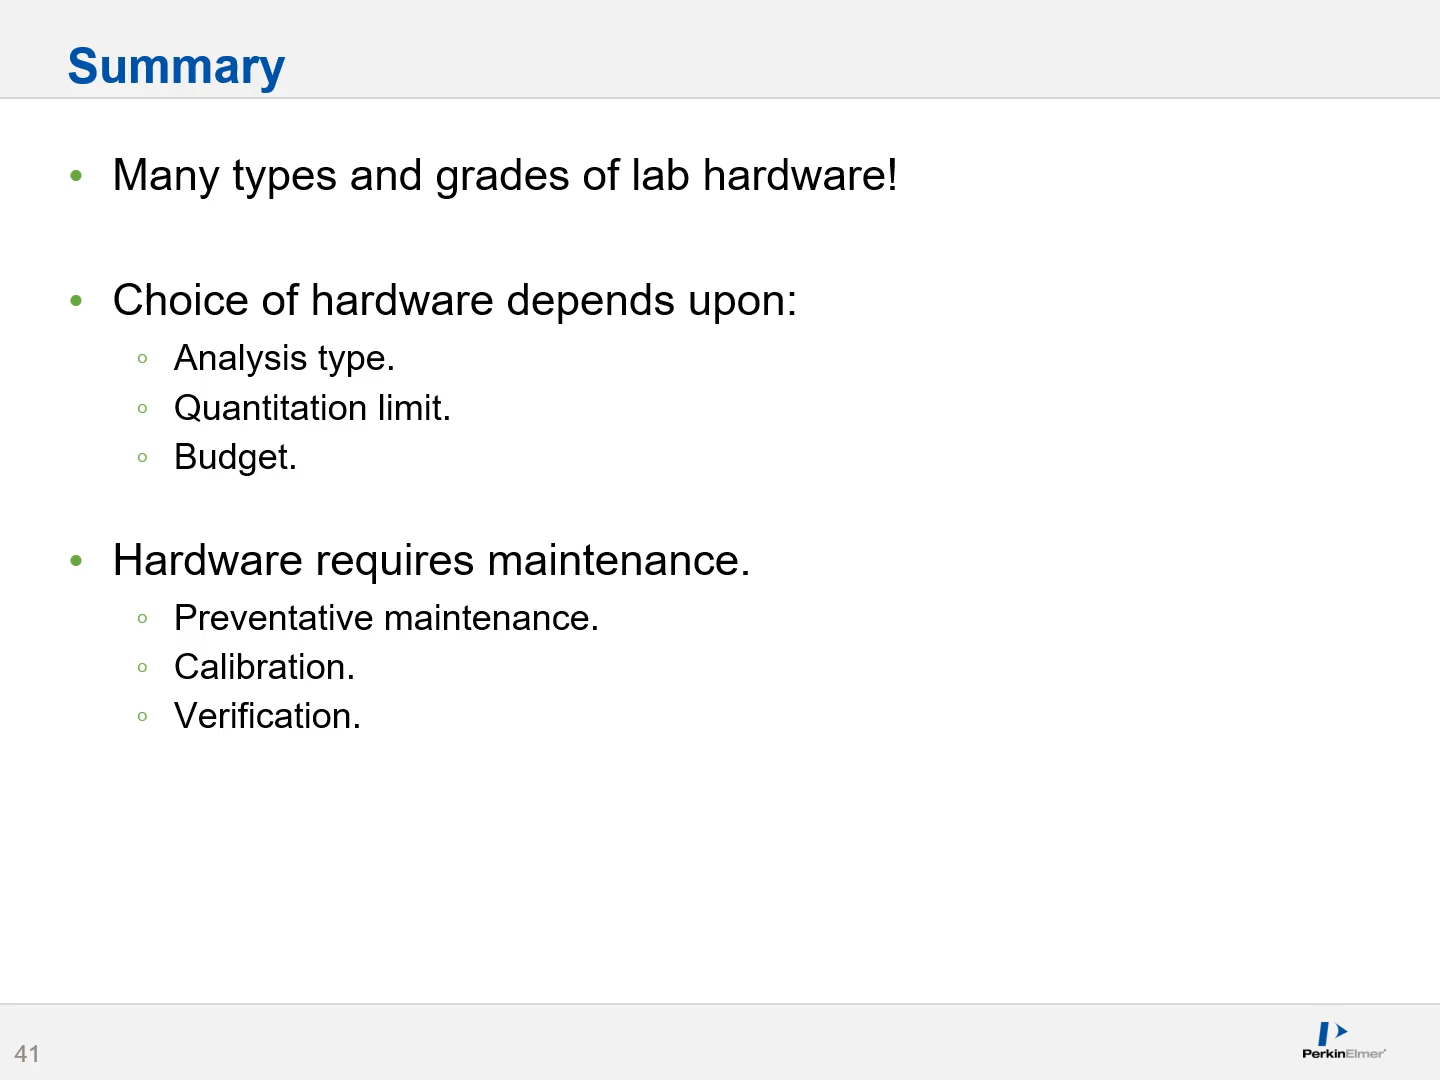 Summary
• Many types and grades of lab hardware!
• Choice of hardware depends upon:
o Analysis type.
o Quantitation limit.
o Budget.
• Hardware requires maintenance.
o Preventative maintenance.
o Calibration.
o Verification.
41
PerkinElmer